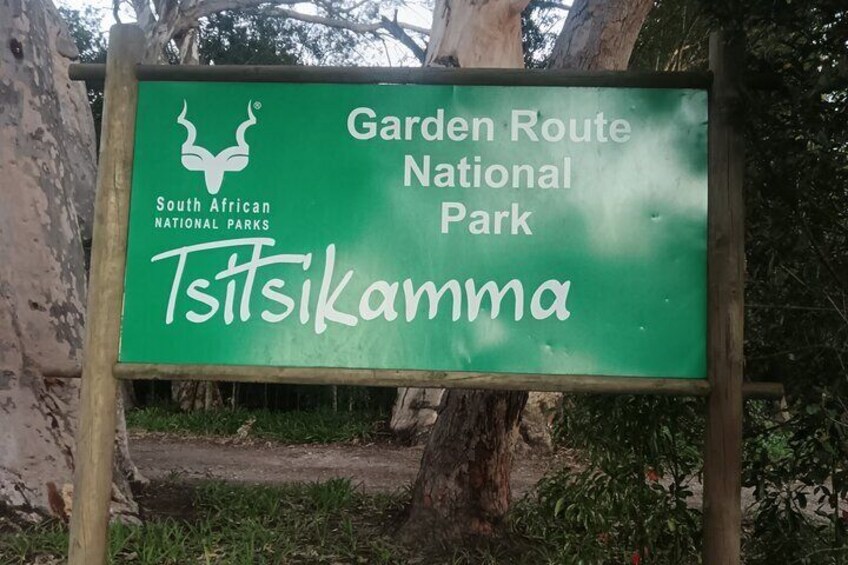 South African
NATIONAL PARKS
Garden Route
National
Park
Tsitsikamma